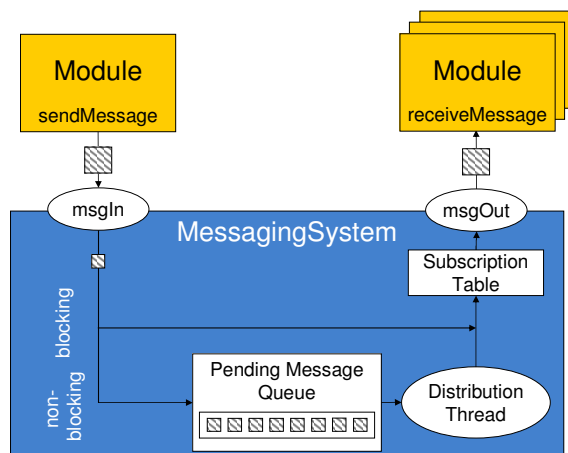 Module
sendMessage
Module
receiveMessage
msgIn
msgOut
MessagingSystem
Subscription
Table
blocking
non-
blocking
Pending Message
Queue
Distribution
Thread